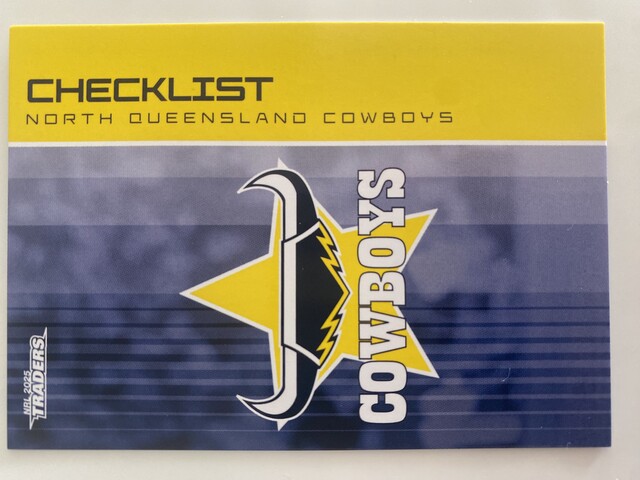 CHECKLIST
NORTH QUEENSLAND COWBOYS
COWBOYS
NRL 2025
TRADERS